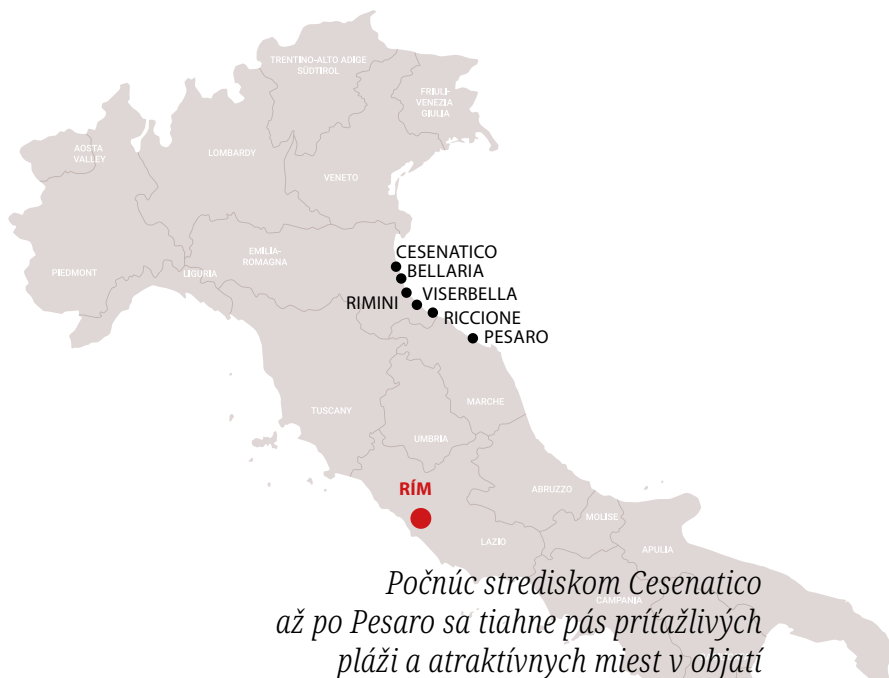 TRENTINO-ALTO ADIGE
SÜDTIROL
FRIULI-
VENEZIA
GIULIA
AOSTA
VALLEY
LOMBARDY
VENETO
CESENATICO
EMILIA-
ROMAGNA
BELLARIA
PIEDMONT
LIGURIA
VISERBELLA
RIMINI
RICCIONE
PESARO
TUSCANY
MARCHE
UMBRIA
RÍM
ABRUZZO
MOLISE
LAZIO
APULIA
Počnúc strediskom Cesenatico
CAMPANIA
až po Pesaro sa tiahne pás príťažlivých
pláži a atraktívnych miest v objatí